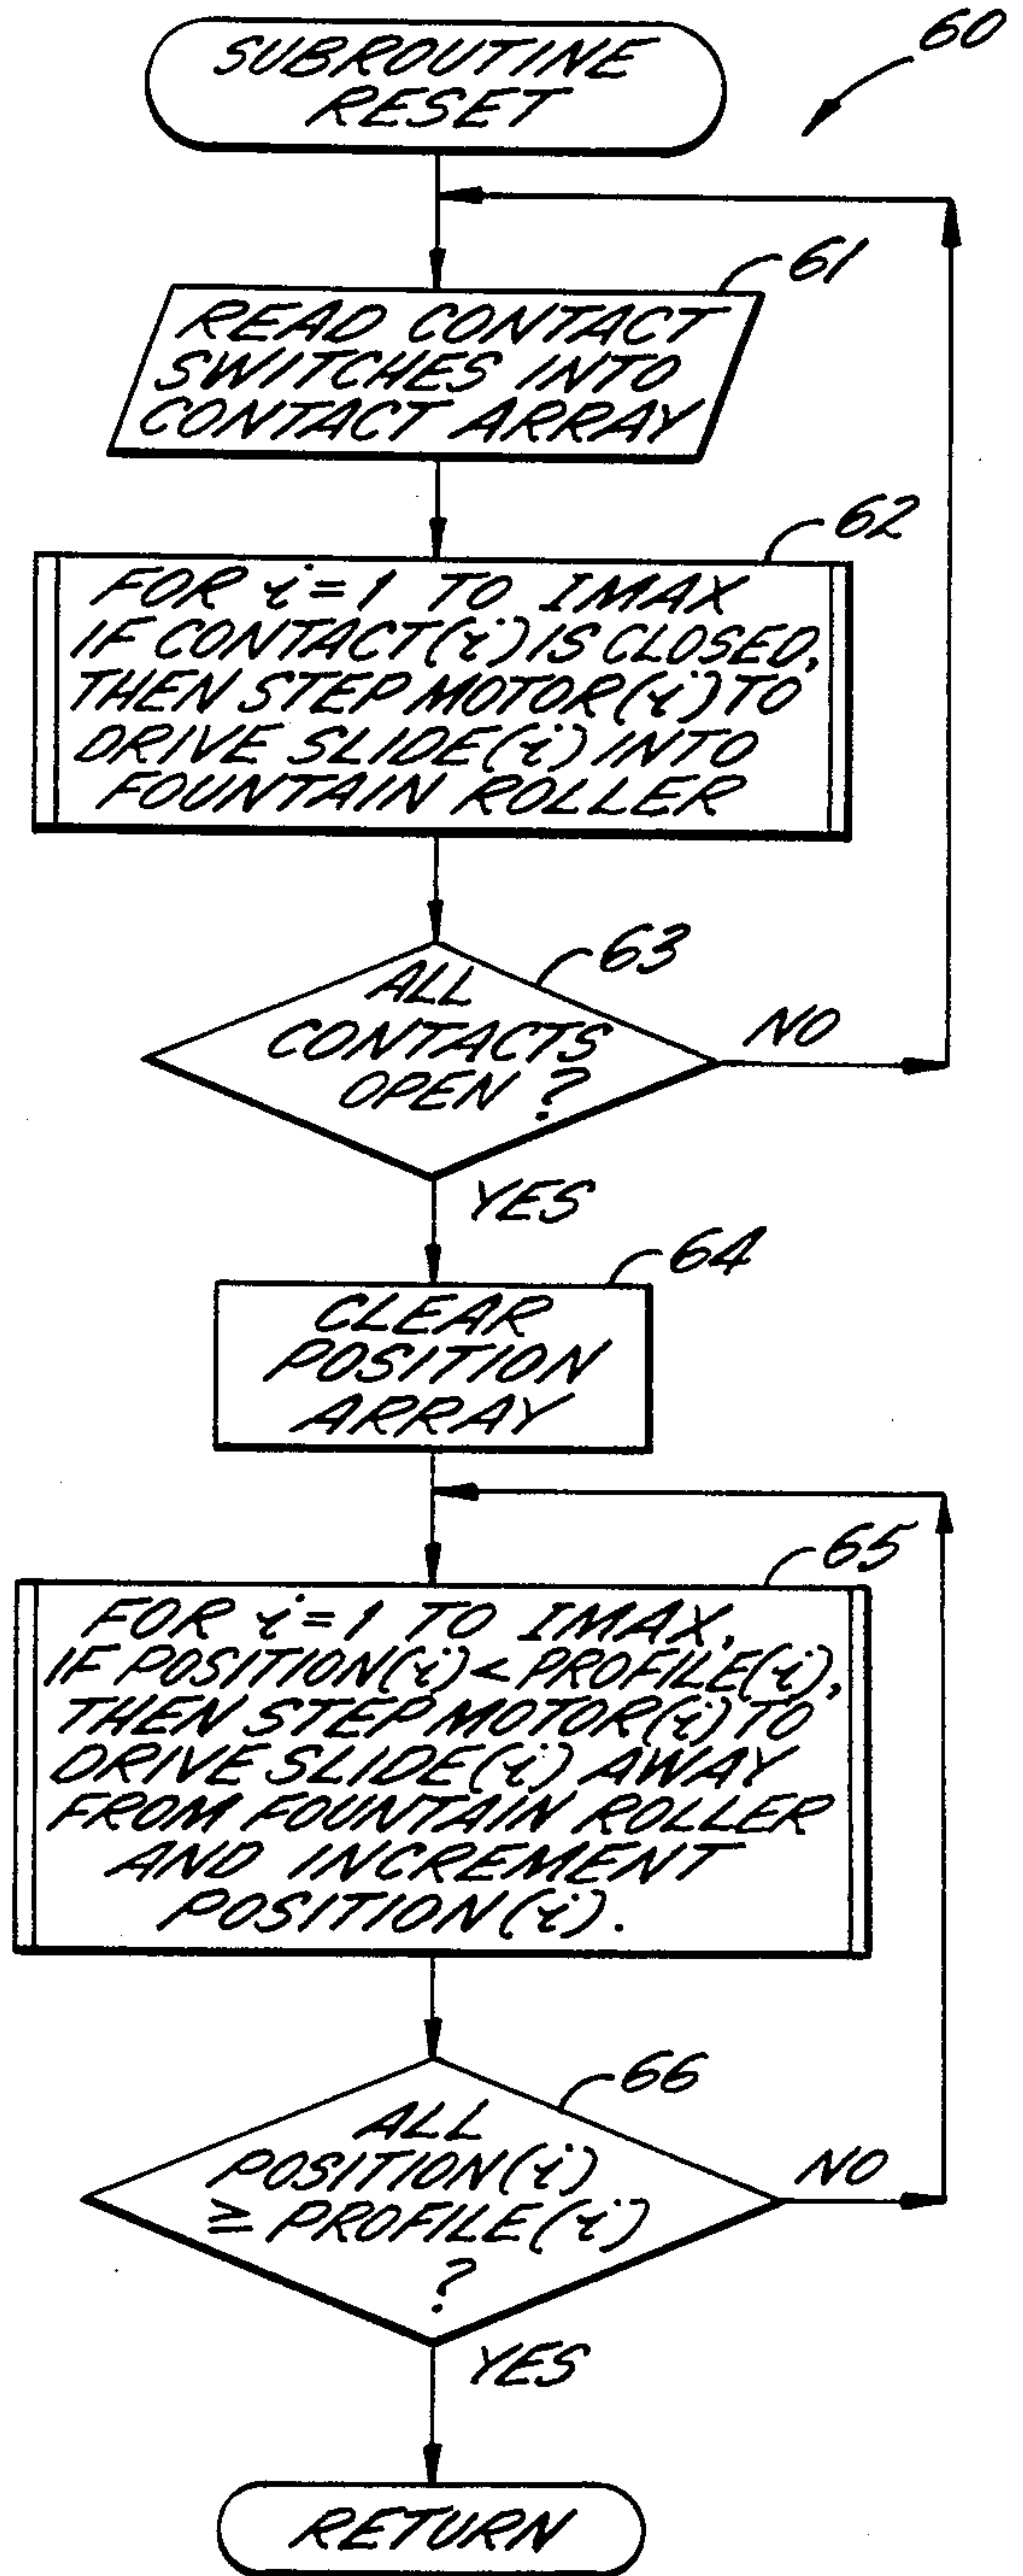 SUBROUTINE
RESET
60
61
READ CONTACT
SWITCHES INTO
CONTACT ARRAY
62
FOR i=1 TO IMAX
IF CONTACT(i) IS CLOSED,
THEN STEP MOTOR(i) TO
DRIVE SLIDE(i) INTO
FOUNTAIN ROLLER
63
ALL
CONTACTS
OPEN?
NO
YES
64
CLEAR
POSITION
ARRAY
65
FOR i=1 TO IMAX,
IF POSITION(i) < PROFILE(i),
THEN STEP MOTOR(i) TO
DRIVE SLIDE(i) AWAY
FROM FOUNTAIN ROLLER
AND INCREMENT
POSITION(i).
66
ALL
POSITION(i)
≥ PROFILE(i)
?
NO
YES
RETURN